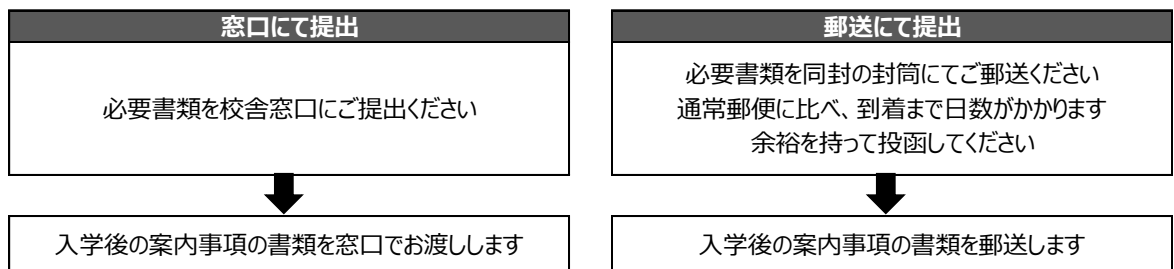 窓口にて提出
必要書類を校舎窓口にご提出ください
入学後の案内事項の書類を窓口でお渡しします
郵送にて提出
必要書類を同封の封筒にてご郵送ください
通常郵便に比べ、到着まで日数がかかります
余裕を持って投函してください
入学後の案内事項の書類を郵送します